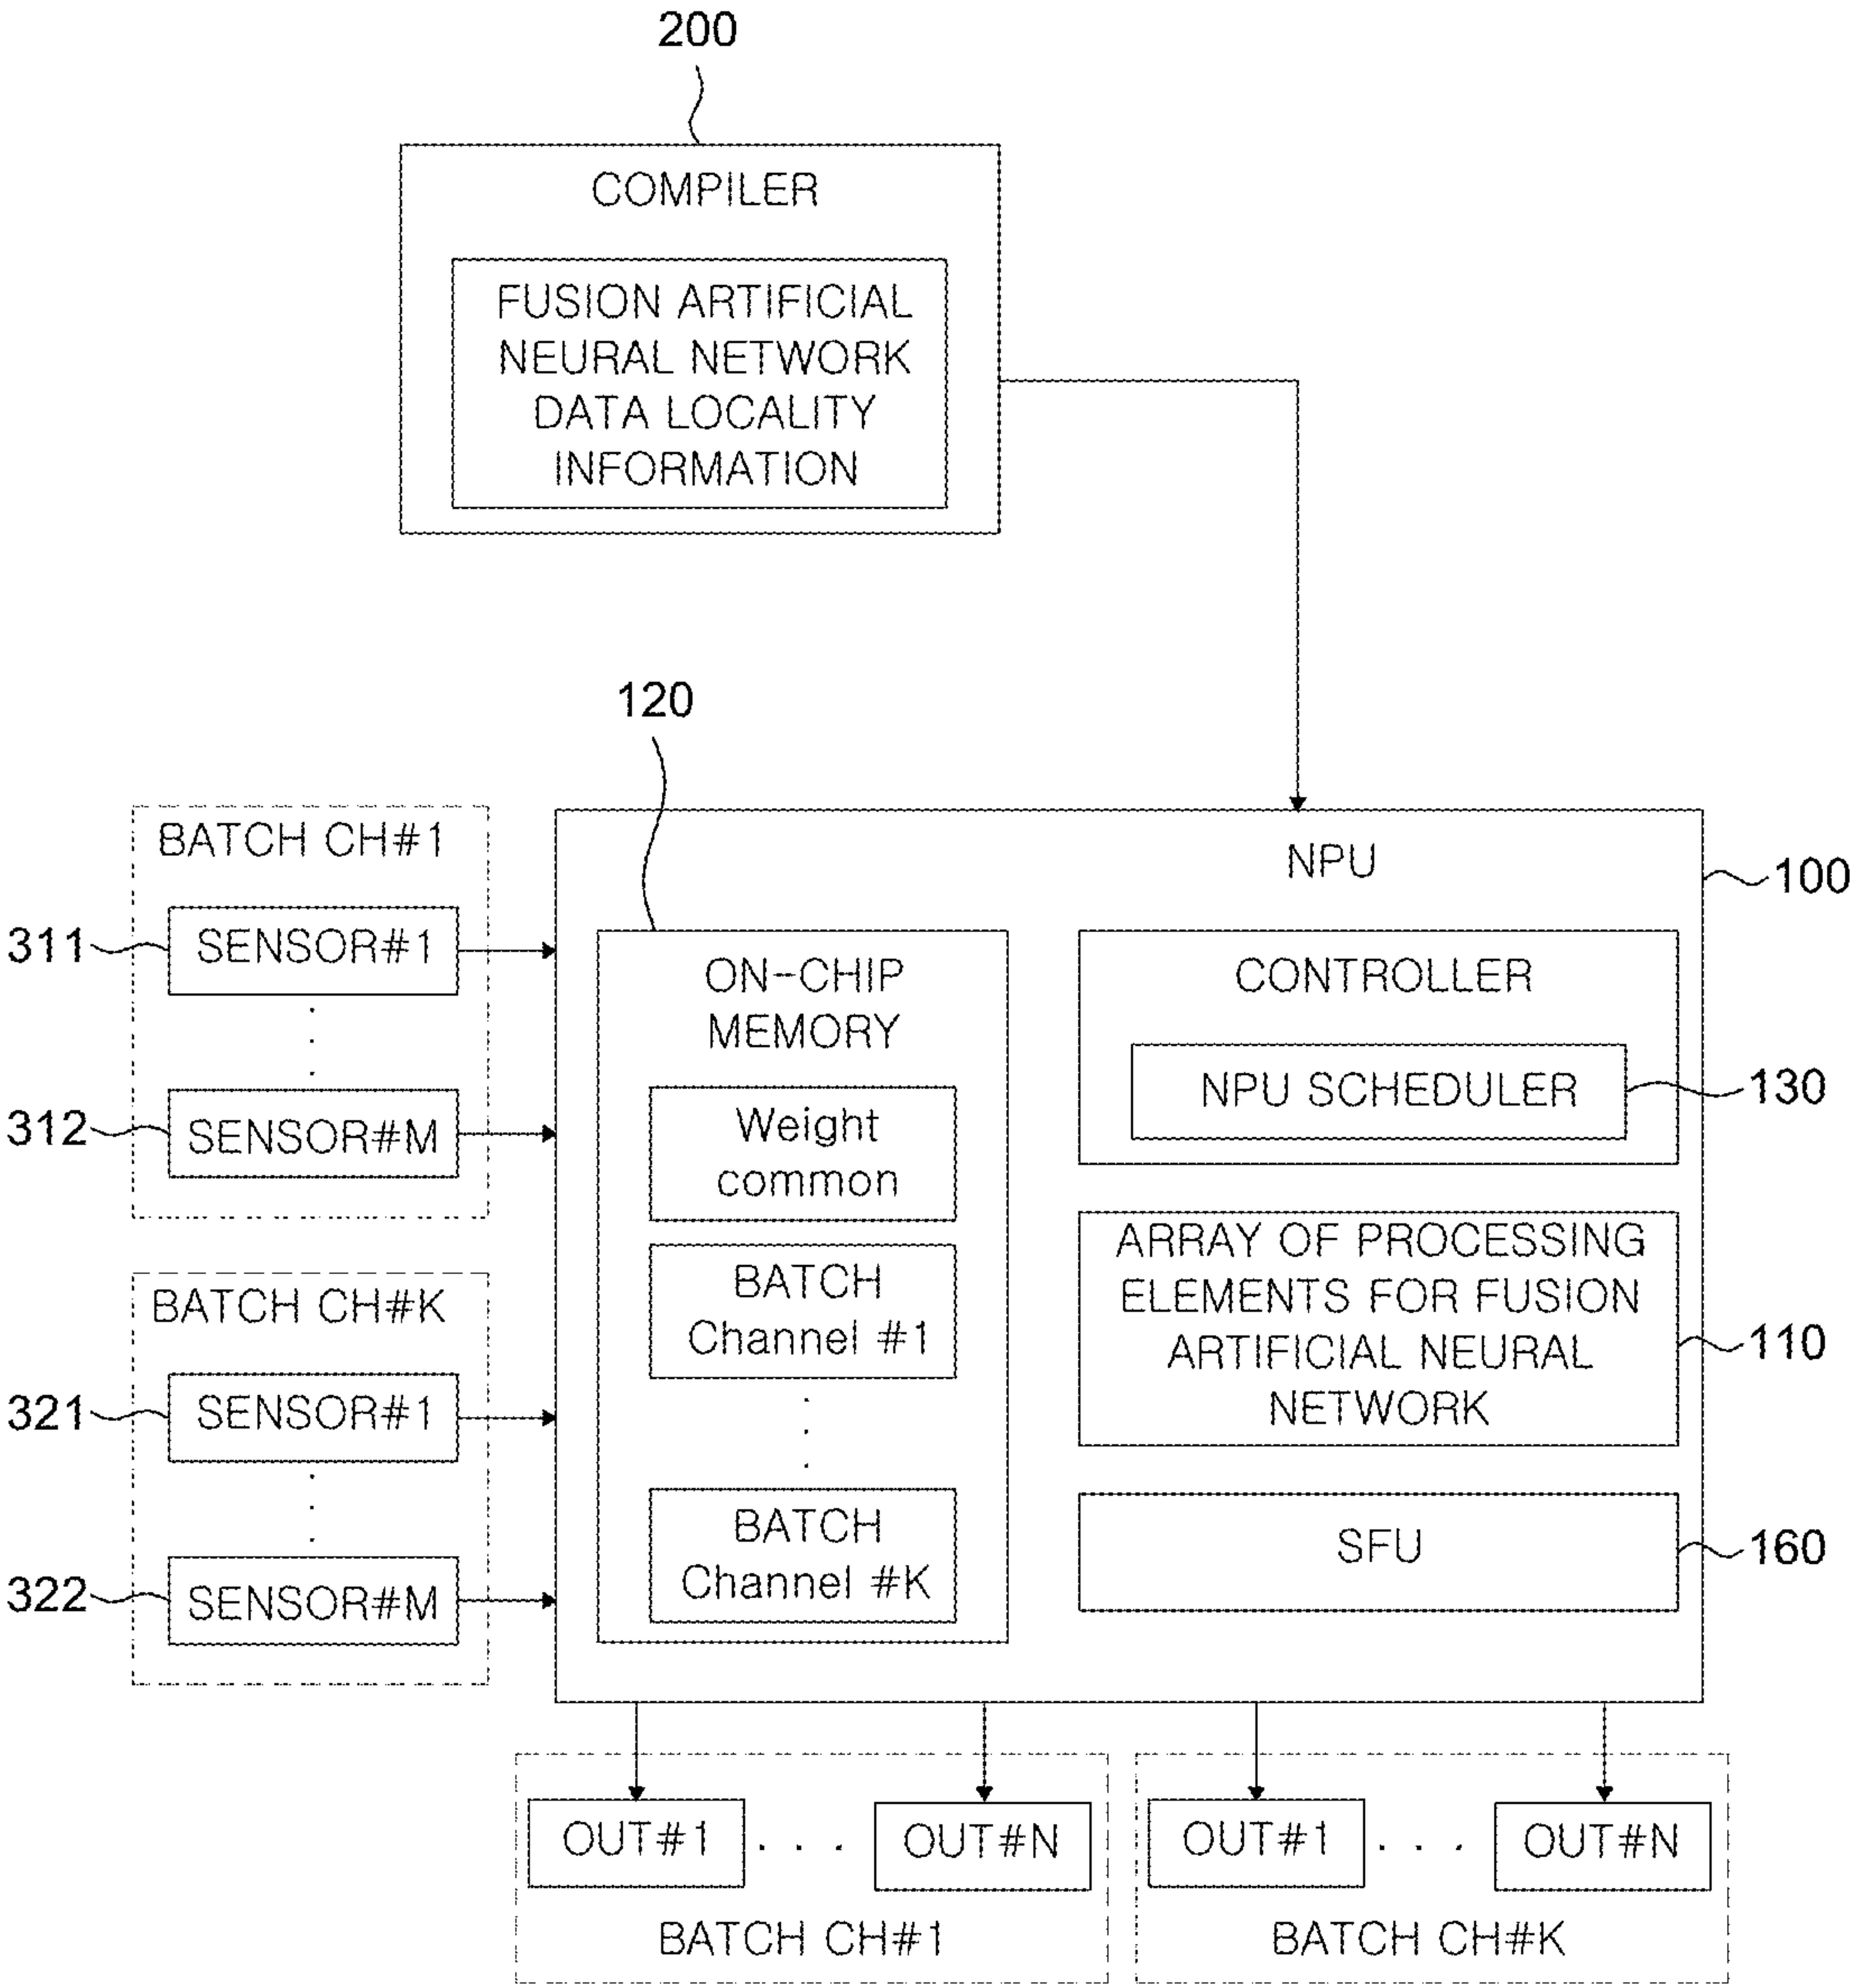 200
COMPILER
FUSION ARTIFICIAL
NEURAL NETWORK
DATA LOCALITY
INFORMATION
120
BATCH CH#1
311
SENSOR#1
312
SENSOR#M
BATCH CH#K
321
SENSOR#1
322
SENSOR#M
NPU
100
ON-CHIP
MEMORY
Weight
common
BATCH
Channel #1
BATCH
Channel #K
CONTROLLER
NPU SCHEDULER
130
ARRAY OF PROCESSING
ELEMENTS FOR FUSION
ARTIFICIAL NEURAL
NETWORK
110
SFU
160
OUT#1 . . . OUT#N
BATCH CH#1
OUT#1 . . . OUT#N
BATCH CH#K